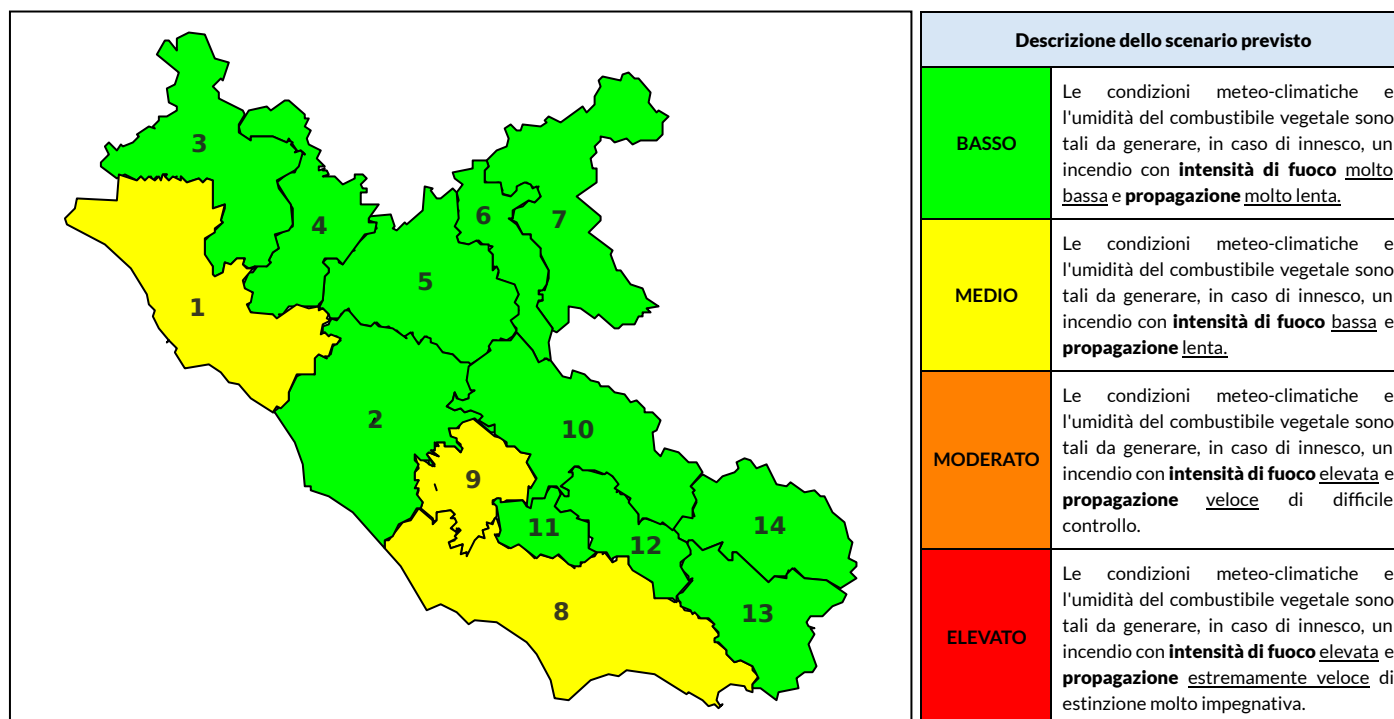 3
4
6
7
5
1
2
10
9
11
12
14
8
13
Descrizione dello scenario previsto
BASSO
Le condizioni meteo-climatiche e
l'umidità del combustibile vegetale sono
tali da generare, in caso di innesco, un
incendio con intensità di fuoco molto
bassa e propagazione molto lenta.
MEDIO
Le condizioni meteo-climatiche e
l'umidità del combustibile vegetale sono
tali da generare, in caso di innesco, un
incendio con intensità di fuoco bassa e
propagazione lenta.
MODERATO
Le condizioni meteo-climatiche e
l'umidità del combustibile vegetale sono
tali da generare, in caso di innesco, un
incendio con intensità di fuoco elevata e
propagazione veloce di difficile
controllo.
ELEVATO
Le condizioni meteo-climatiche e
l'umidità del combustibile vegetale sono
tali da generare, in caso di innesco, un
incendio con intensità di fuoco elevata e
propagazione estremamente veloce di
estinzione molto impegnativa.